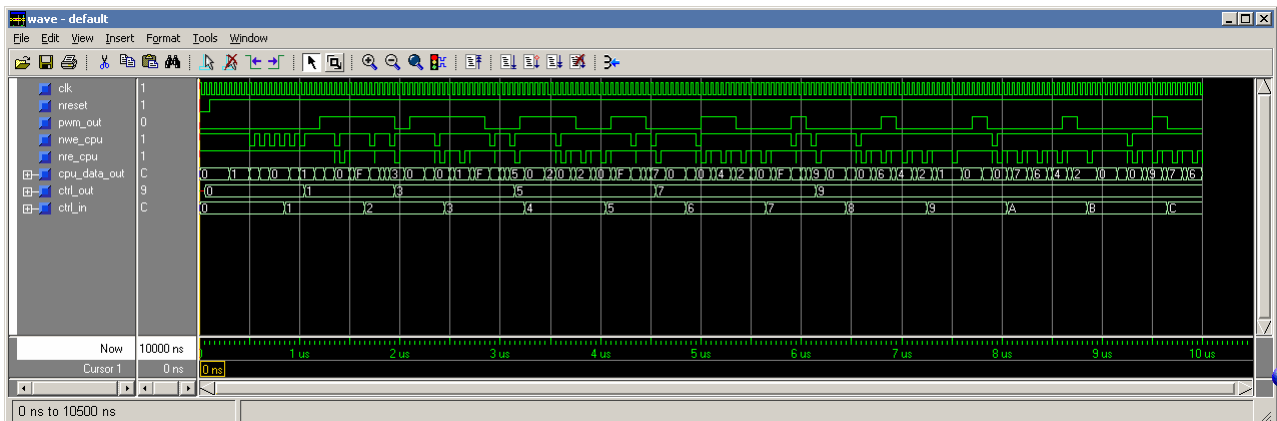 wave - default
File Edit View Insert Format Tools Window
clk 1
nreset 1
pwm_out 0
nwe_cpu 1
nre_cpu 1
cpu_data_out C
ctrl_out 9 0 1 3 5 7 9
ctrl_in C 0 1 2 3 4 5 6 7 8 9 A B C
Now 10000 ns 1 us 2 us 3 us 4 us 5 us 6 us 7 us 8 us 9 us 10 us
Cursor 1 0 ns 0 ns
0 ns to 10500 ns